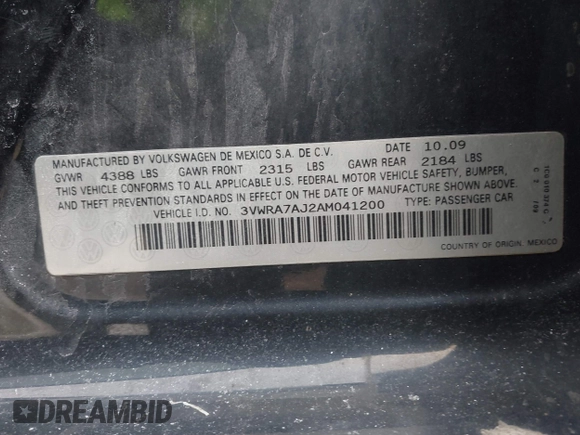 MANUFACTURED BY VOLKSWAGEN DE MEXICO S.A. DE C.V. DATE 10.09
GVWR 4388 LBS GAWR FRONT 2315 LBS GAWR REAR 2184 LBS
THIS VEHICLE CONFORMS TO ALL APPLICABLE U.S. FEDERAL MOTOR VEHICLE SAFETY, BUMPER,
AND THEFT PREVENTION STANDARDS IN EFFECT ON THE DATE OF MANUFACTURE SHOWN ABOVE.
VEHICLE I.D. NO. 3VWRA7AJ2AM041200 TYPE: PASSENGER CAR
COUNTRY OF ORIGIN MEXICO
DREAMBID